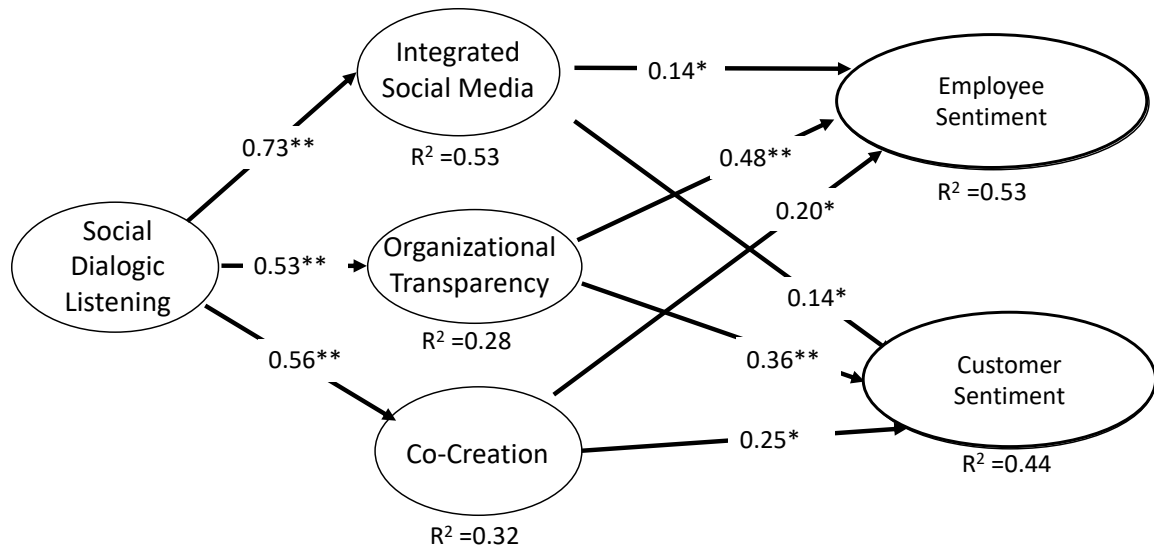 Integrated
Social Media
R² =0.53
0.14*
Employee
Sentiment
R² =0.53
0.73**
0.48**
0.20*
Social
Dialogic
Listening
0.53**
Organizational
Transparency
R² =0.28
0.14*
0.56**
0.36**
Customer
Sentiment
R² =0.44
Co-Creation
R² =0.32
0.25*